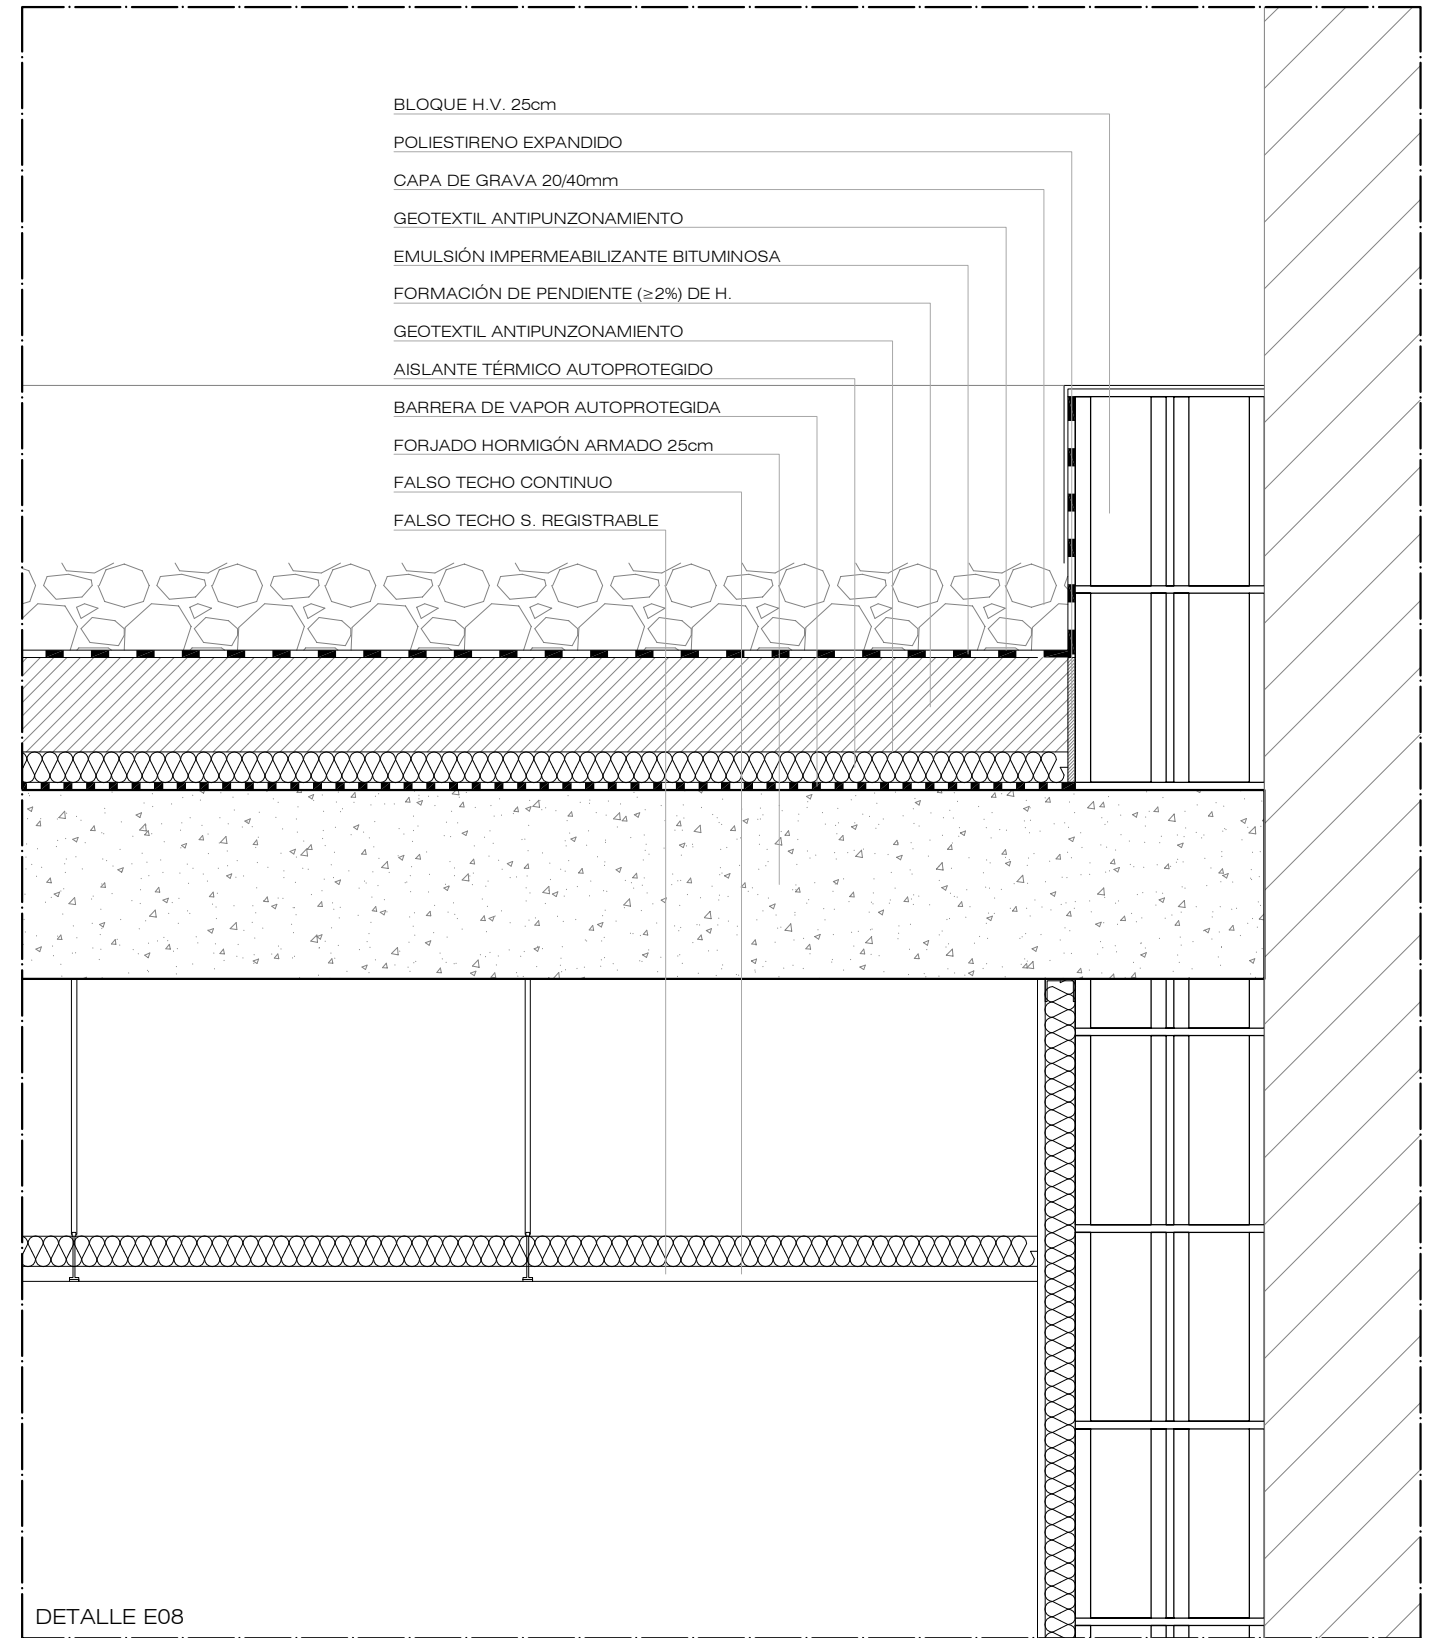 BLOQUE H.V. 25cm
POLIESTIRENO EXPANDIDO
CAPA DE GRAVA 20/40mm
GEOTEXTIL ANTIPUNZONAMIENTO
EMULSIÓN IMPERMEABILIZANTE BITUMINOSA
FORMACIÓN DE PENDIENTE (≥2%) DE H.
GEOTEXTIL ANTIPUNZONAMIENTO
AISLANTE TÉRMICO AUTOPROTEGIDO
BARRERA DE VAPOR AUTOPROTEGIDA
FORJADO HORMIGÓN ARMADO 25cm
FALSO TECHO CONTINUO
FALSO TECHO S. REGISTRABLE
DETALLE E08